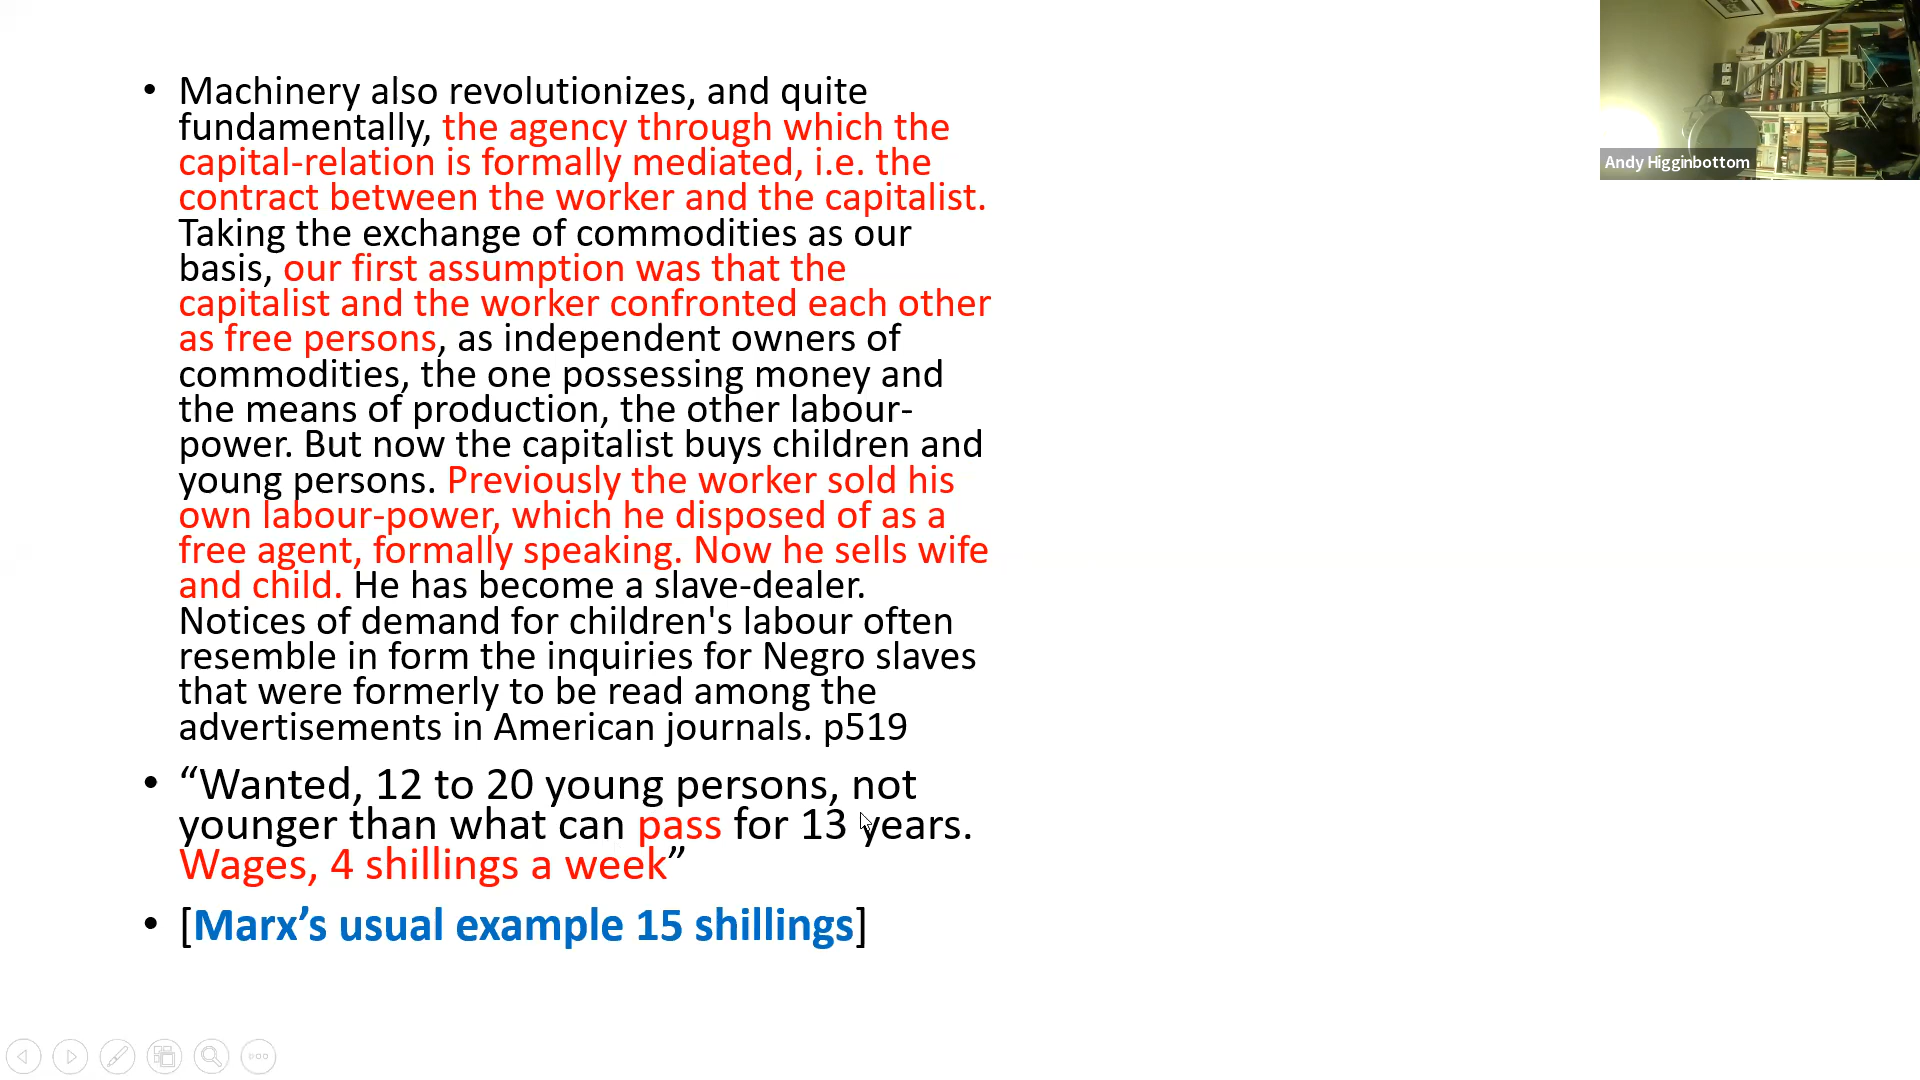 • Machinery also revolutionizes, and quite
fundamentally, the agency through which the
capital-relation is formally mediated, i.e. the
contract between the worker and the capitalist.
Taking the exchange of commodities as our
basis, our first assumption was that the
capitalist and the worker confronted each other
as free persons, as independent owners of
commodities, the one possessing money and
the means of production, the other labour-
power. But now the capitalist buys children and
young persons. Previously the worker sold his
own labour-power, which he disposed of as a
free agent, formally speaking. Now he sells wife
and child. He has become a slave-dealer.
Notices of demand for children's labour often
resemble in form the inquiries for Negro slaves
that were formerly to be read among the
advertisements in American journals. p519
• “Wanted, 12 to 20 young persons, not
younger than what can pass for 13 years.
Wages, 4 shillings a week”
• [Marx’s usual example 15 shillings]
Andy Higginbottom